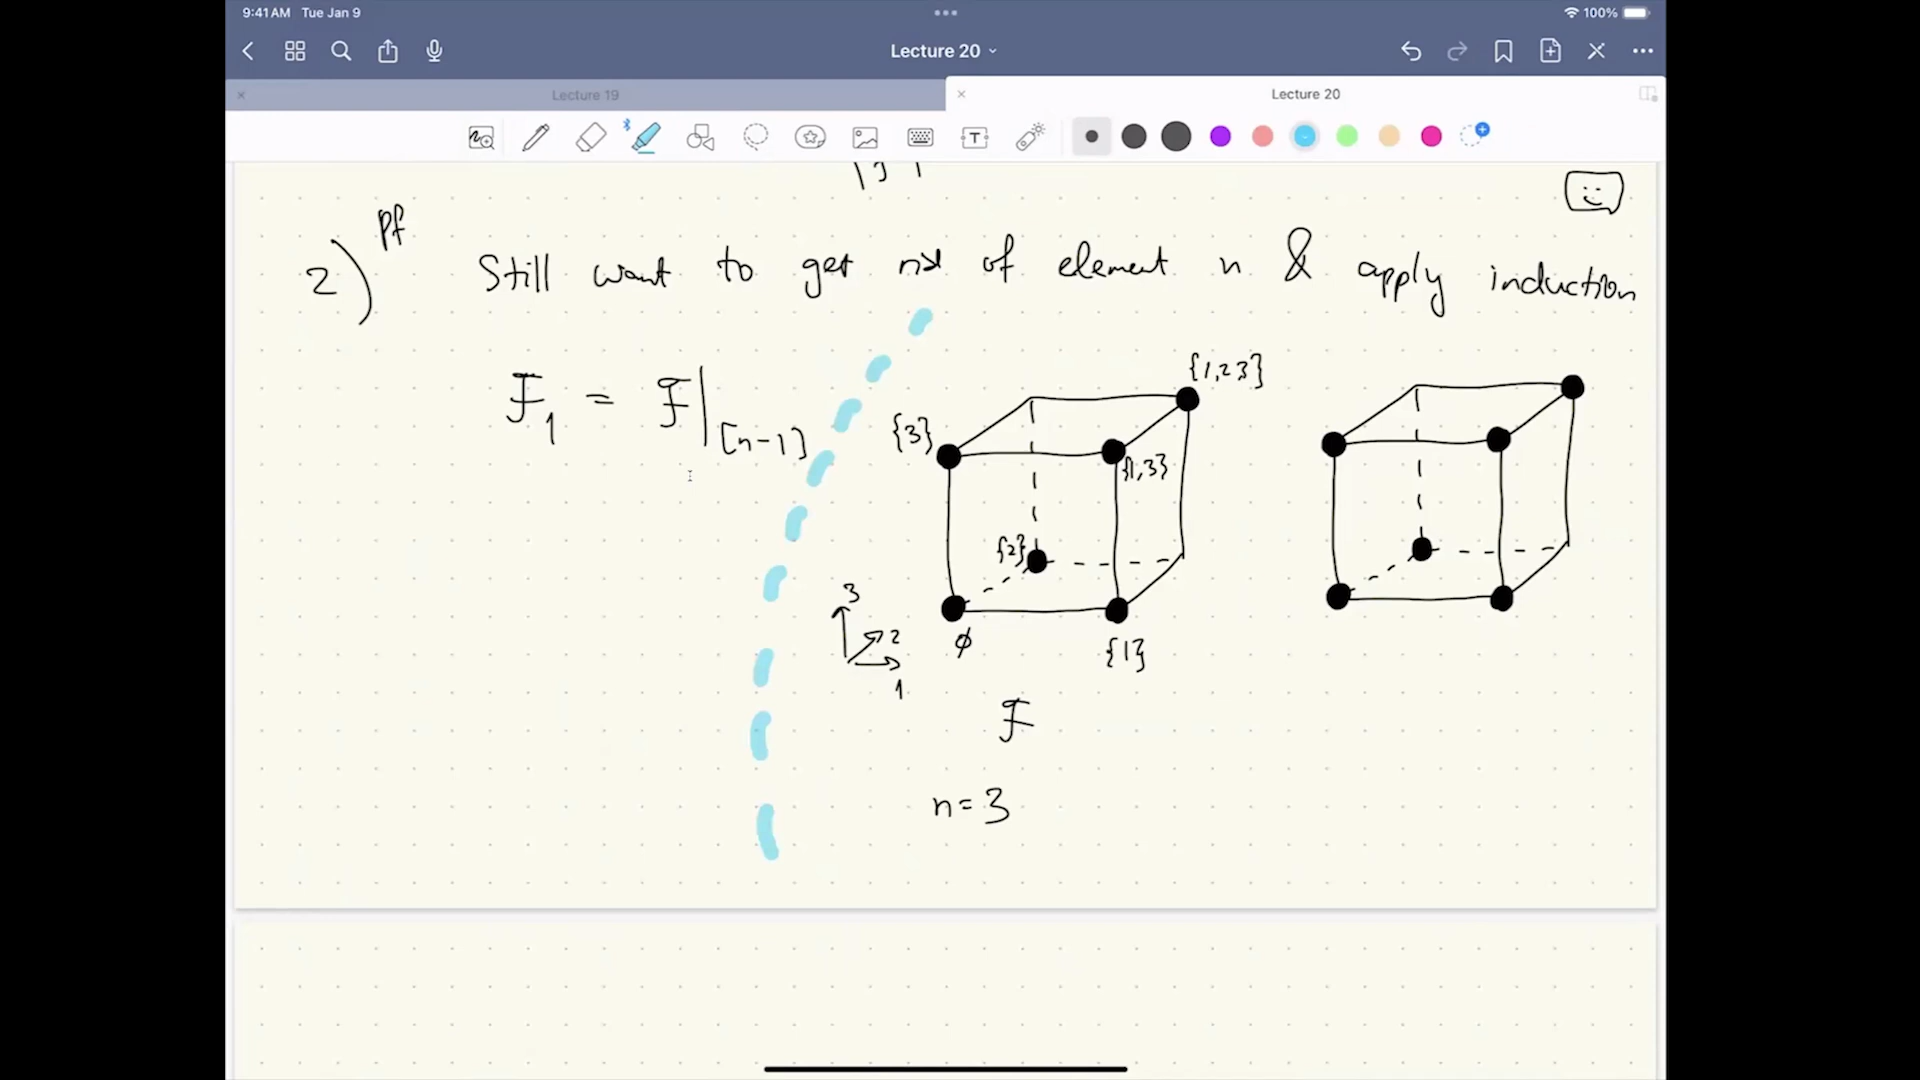 9:41 AM Tue Jan 9
100%
Lecture 20
Lecture 19
Lecture 20
T
2) pf Still want to get rid of element n & apply induction
F₁ = F|[n-1]
{1,2 3}
{3}
{1,3}
{2}
3
2
1
∅
{1}
F
n=3